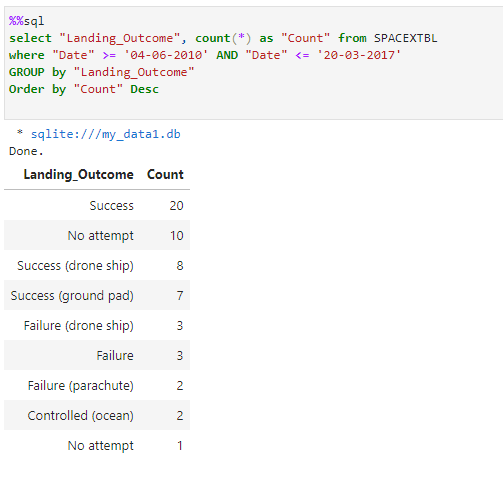 %%sql
select "Landing_Outcome", count(*) as "Count" from SPACEXTBL
where "Date" >= '04-06-2010' AND "Date" <= '20-03-2017'
GROUP by "Landing_Outcome"
Order by "Count" Desc
* sqlite:///my_data1.db
Done.
Landing_Outcome Count
Success 20
No attempt 10
Success (drone ship) 8
Success (ground pad) 7
Failure (drone ship) 3
Failure 3
Failure (parachute) 2
Controlled (ocean) 2
No attempt 1